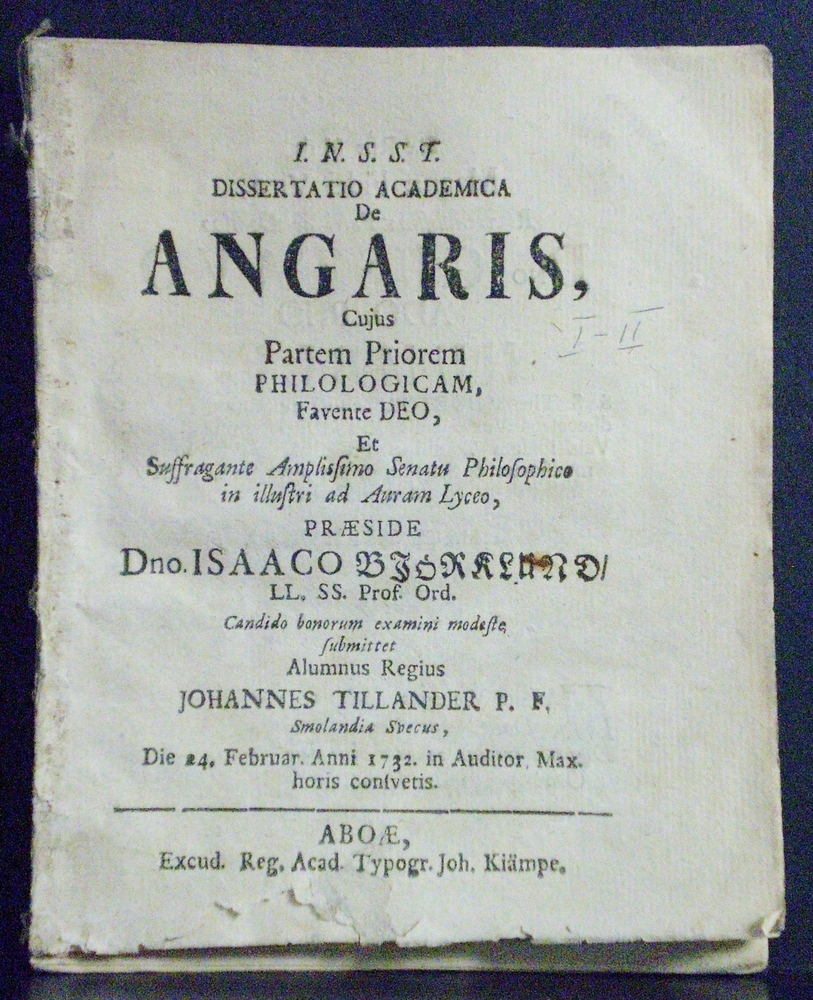 I. N. S. S. T.
DISSERTATIO ACADEMICA
De
ANGARIS,
Cujus
I-II
Partem Priorem
PHILOLOGICAM,
Favente DEO,
Et
Suffragante Ampliſſimo Senatu Philoſophico
in illuſtri ad Auram Lyceo,
PRÆSIDE
Dno. ISAACO BJÖRKLUND/
LL. SS. Prof. Ord.
Candido bonorum examini modeſte
ſubmittet
Alumnus Regius
JOHANNES TILLANDER P. F.
Smolandia Svecus,
Die 24. Februar. Anni 1732. in Auditor. Max.
horis conſvetis.
ABOÆ,
Excud. Reg. Acad. Typogr. Joh. Kiämpe.